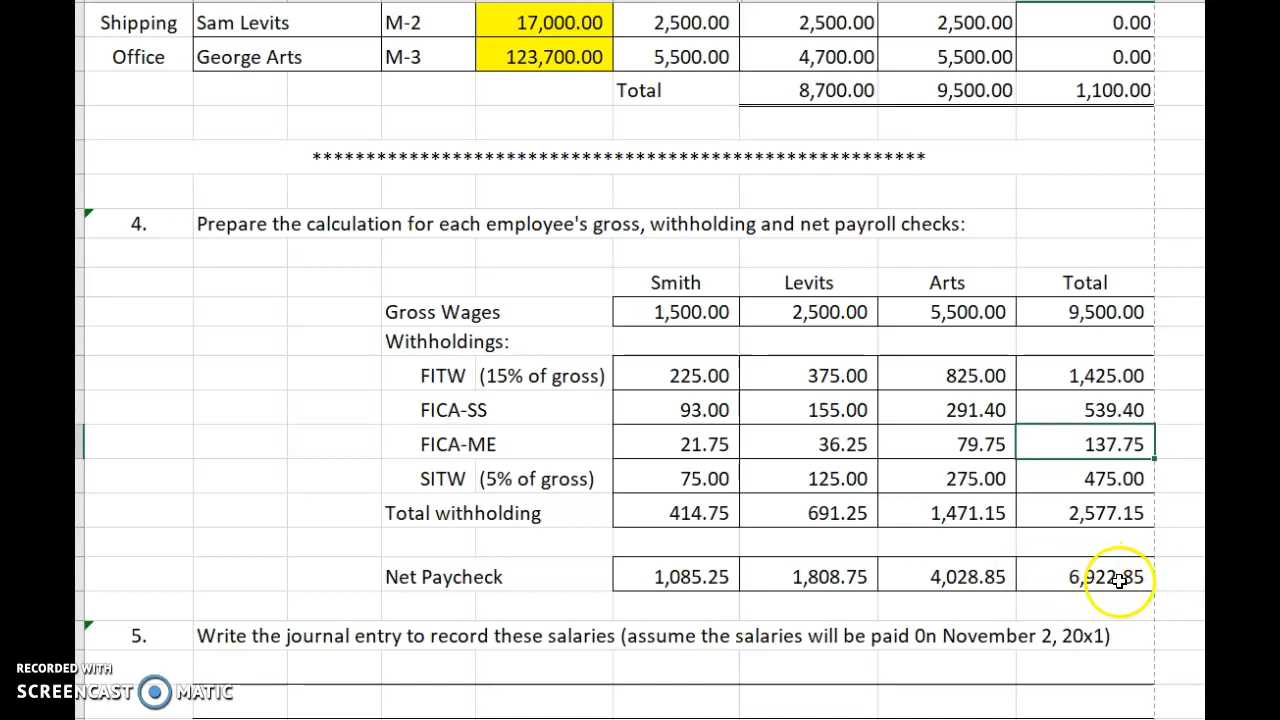 Shipping Sam Levits M-2 17,000.00 2,500.00 2,500.00 2,500.00 0.00
Office George Arts M-3 123,700.00 5,500.00 4,700.00 5,500.00 0.00
Total 8,700.00 9,500.00 1,100.00
****************************************************
4. Prepare the calculation for each employee's gross, withholding and net payroll checks:
Smith Levits Arts Total
Gross Wages 1,500.00 2,500.00 5,500.00 9,500.00
Withholdings:
FITW (15% of gross) 225.00 375.00 825.00 1,425.00
FICA-SS 93.00 155.00 291.40 539.40
FICA-ME 21.75 36.25 79.75 137.75
SITW (5% of gross) 75.00 125.00 275.00 475.00
Total withholding 414.75 691.25 1,471.15 2,577.15
Net Paycheck 1,085.25 1,808.75 4,028.85 6,922.85
5. Write the journal entry to record these salaries (assume the salaries will be paid 0n November 2, 20x1)
RECORDED WITH
SCREENCAST MATIC